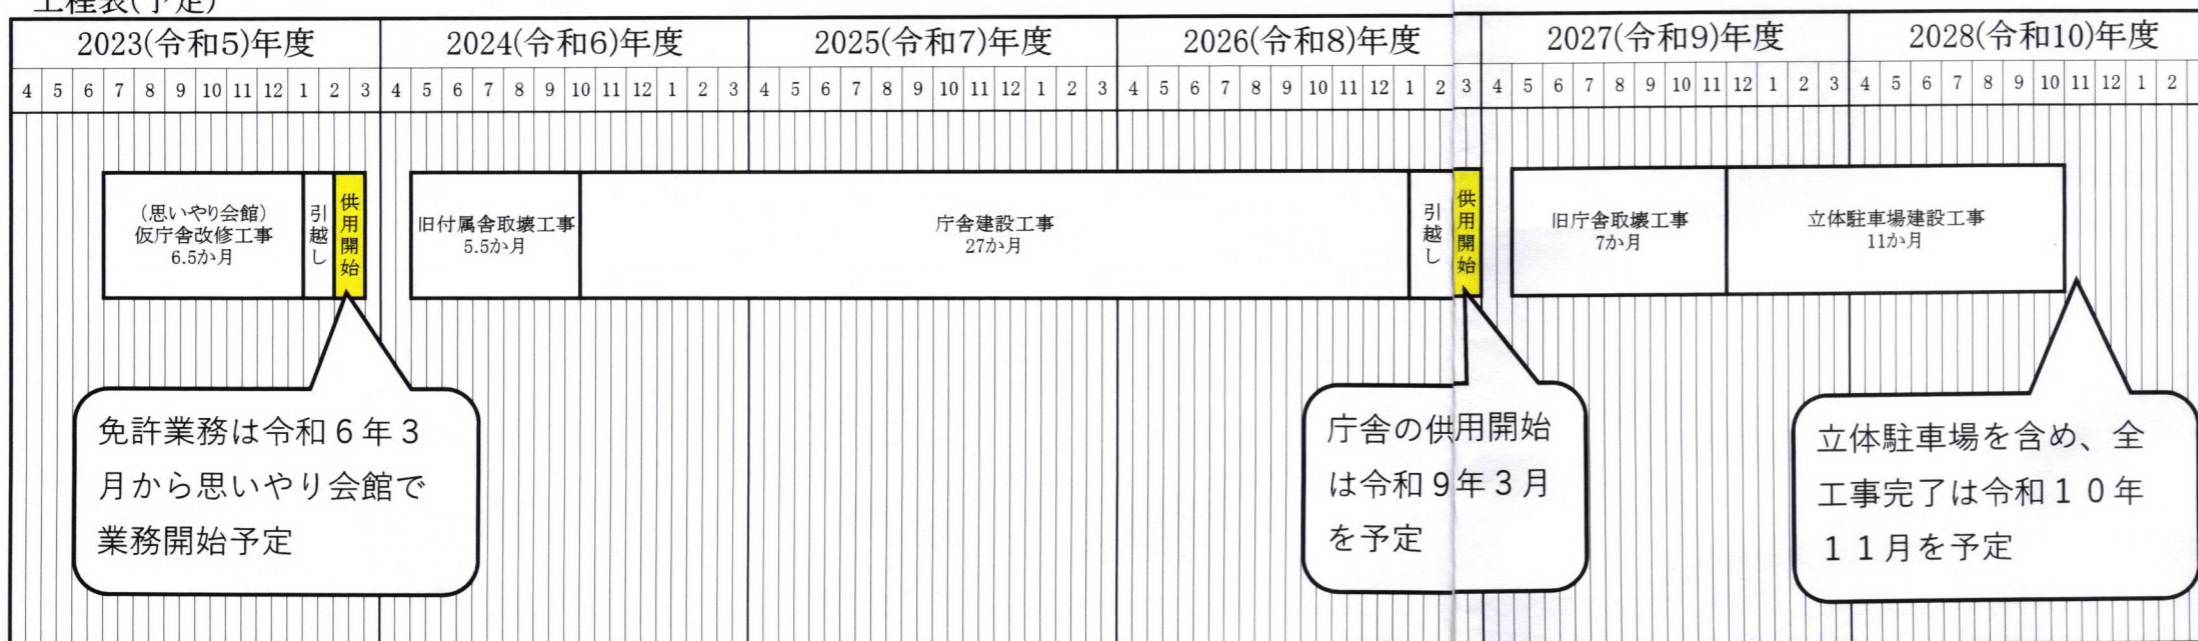 工程表(予定)
2023(令和5)年度 2024(令和6)年度 2025(令和7)年度 2026(令和8)年度 2027(令和9)年度 2028(令和10)年度
4 5 6 7 8 9 10 11 12 1 2 3 4 5 6 7 8 9 10 11 12 1 2 3 4 5 6 7 8 9 10 11 12 1 2 3 4 5 6 7 8 9 10 11 12 1 2 3 4 5 6 7 8 9 10 11 12 1 2 3 4 5 6 7 8 9 10 11 12 1 2
(思いやり会館)
仮庁舎改修工事
6.5か月
引越し
供用開始
旧付属舎取壊工事
5.5か月
庁舎建設工事
27か月
引越し
供用開始
旧庁舎取壊工事
7か月
立体駐車場建設工事
11か月
免許業務は令和6年3
月から思いやり会館で
業務開始予定
庁舎の供用開始
は令和9年3月
を予定
立体駐車場を含め、全
工事完了は令和10年
11月を予定